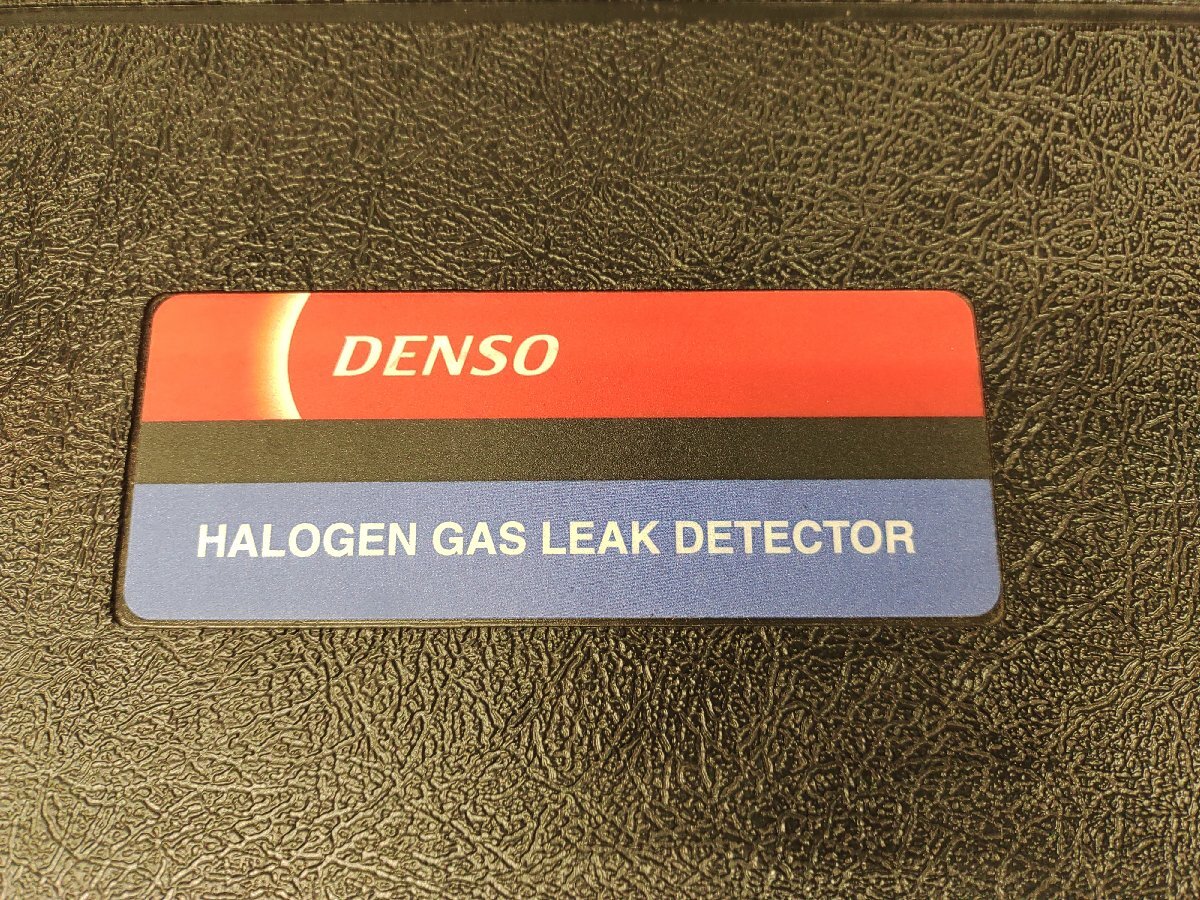 DENSO
HALOGEN GAS LEAK DETECTOR